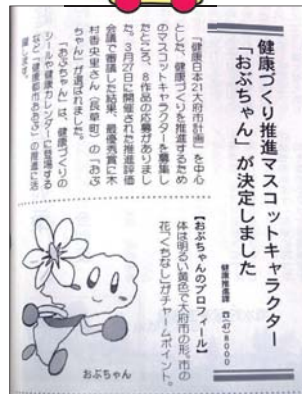 健康づくり推進マスコットキャラクター
「おぶちゃん」が決定しました
健康推進課 ☎(47)8000
「健康日本21大府市計画」を中心
とした、健康づくりを推進するため
のマスコットキャラクターを募集し
たところ、8作品の応募がありまし
た。3月27日に開催された推進評価
会議で審議した結果、最優秀賞に木
村香央里さん(長草町)の「おぶ
ちゃん」が選ばれました。
「おぶちゃん」は、健康づくりの
シールや健康カレンダーに登場する
など「健康都市おおぶ」の推進に活
躍します。
【おぶちゃんのプロフィール】
体は明るい黄色で大府市の形。市の
花「くちなし」がチャームポイント。
おぶちゃん